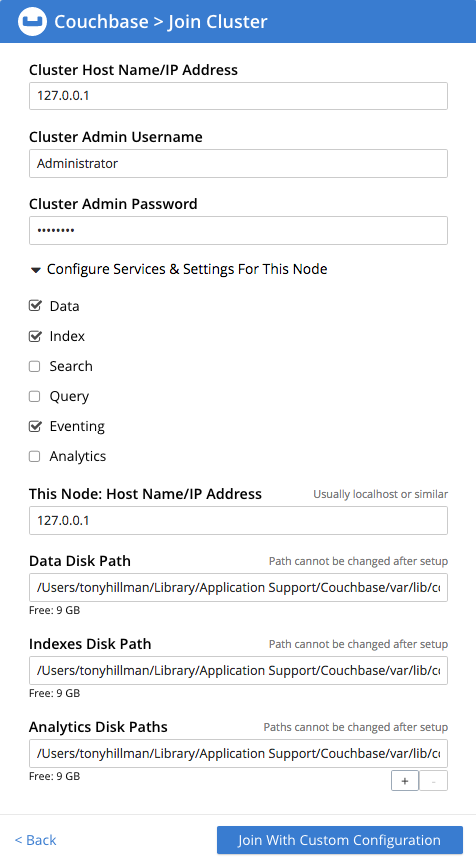 Couchbase > Join Cluster
Cluster Host Name/IP Address
127.0.0.1
Cluster Admin Username
Administrator
Cluster Admin Password
••••••••
Configure Services & Settings For This Node
Data
Index
Search
Query
Eventing
Analytics
This Node: Host Name/IP Address Usually localhost or similar
127.0.0.1
Data Disk Path Path cannot be changed after setup
/Users/tonyhillman/Library/Application Support/Couchbase/var/lib/c
Free: 9 GB
Indexes Disk Path Path cannot be changed after setup
/Users/tonyhillman/Library/Application Support/Couchbase/var/lib/c
Free: 9 GB
Analytics Disk Paths Paths cannot be changed after setup
/Users/tonyhillman/Library/Application Support/Couchbase/var/lib/c
Free: 9 GB
+ -
< Back Join With Custom Configuration